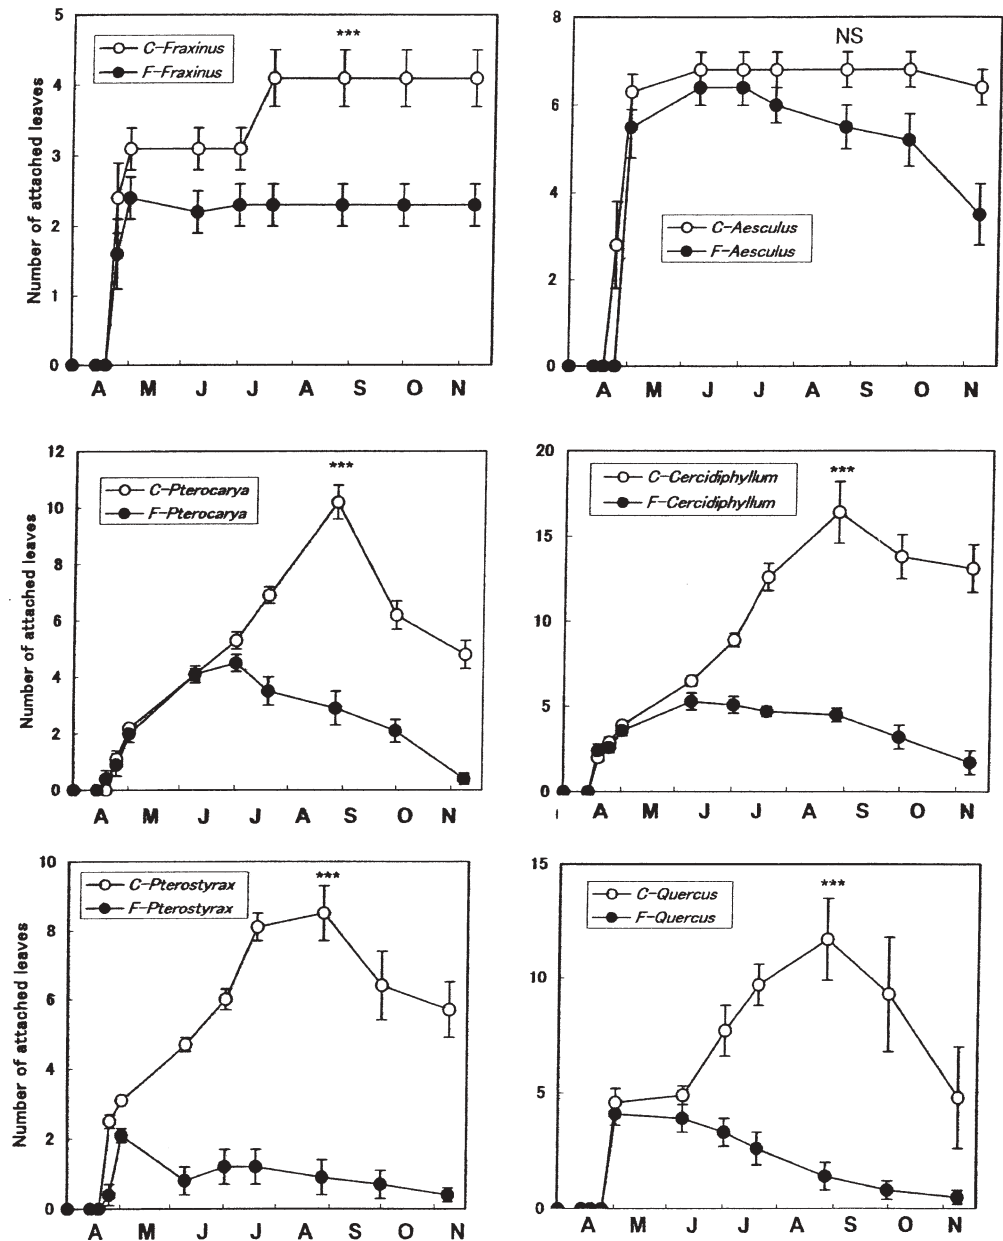 5
4
3
2
1
0
Number of attached leaves
C-Fraxinus
F-Fraxinus
***
A M J J A S O N
8
6
4
2
0
NS
C-Aesculus
F-Aesculus
A M J J A S O N
12
10
8
6
4
2
0
Number of attached leaves
C-Pterocarya
F-Pterocarya
***
A M J J A S O N
20
15
10
5
0
C-Cercidiphyllum
F-Cercidiphyllum
***
A M J J A S O N
10
8
6
4
2
0
Number of attached leaves
C-Pterostyrax
F-Pterostyrax
***
A M J J A S O N
15
10
5
0
C-Quercus
F-Quercus
***
A M J J A S O N